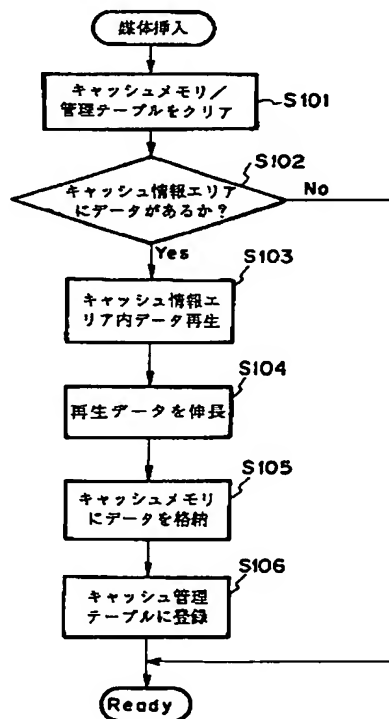 媒体挿入
キャッシュメモリ/
管理テーブルをクリア
S101
S102
キャッシュ情報エリア
にデータがあるか?
No
Yes
S103
キャッシュ情報エ
リア内データ再生
S104
再生データを伸長
S105
キャッシュメモリ
にデータを格納
S106
キャッシュ管理
テーブルに登録
Ready